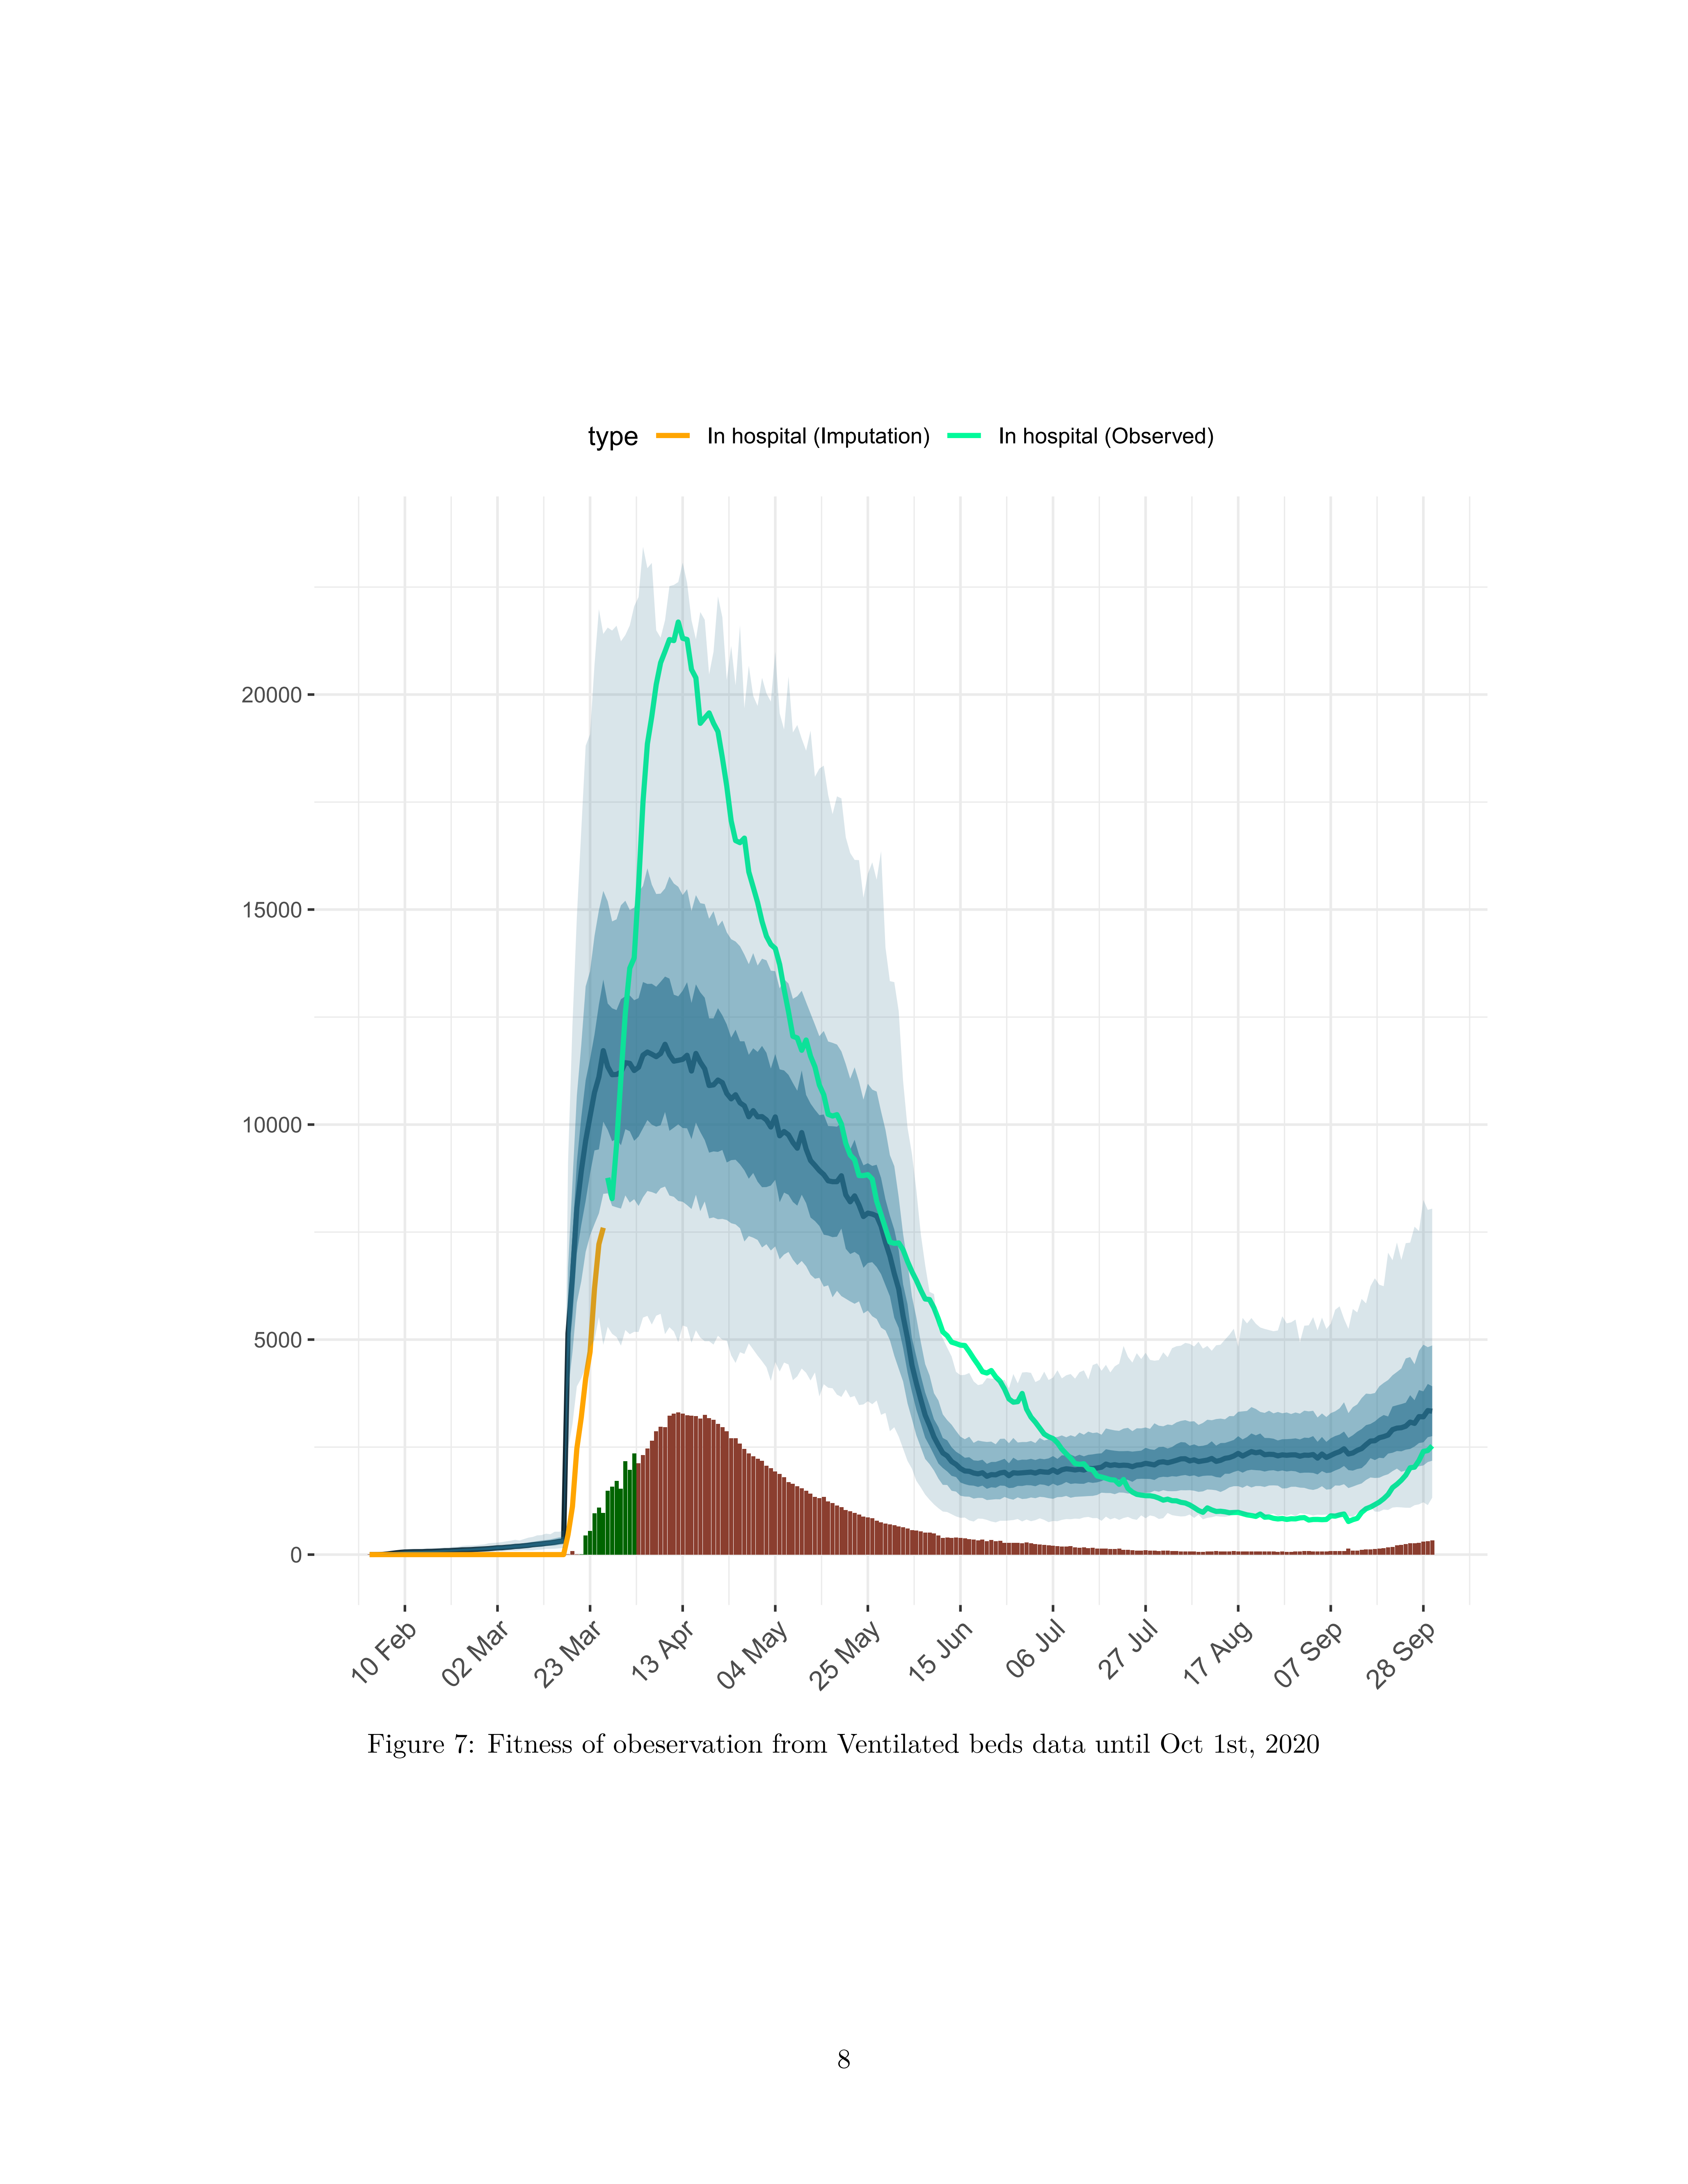 type In hospital (Imputation) In hospital (Observed)
20000
15000
10000
5000
0
10 Feb 02 Mar 23 Mar 13 Apr 04 May 25 May 15 Jun 06 Jul 27 Jul 17 Aug 07 Sep 28 Sep
Figure 7: Fitness of obeservation from Ventilated beds data until Oct 1st, 2020
8